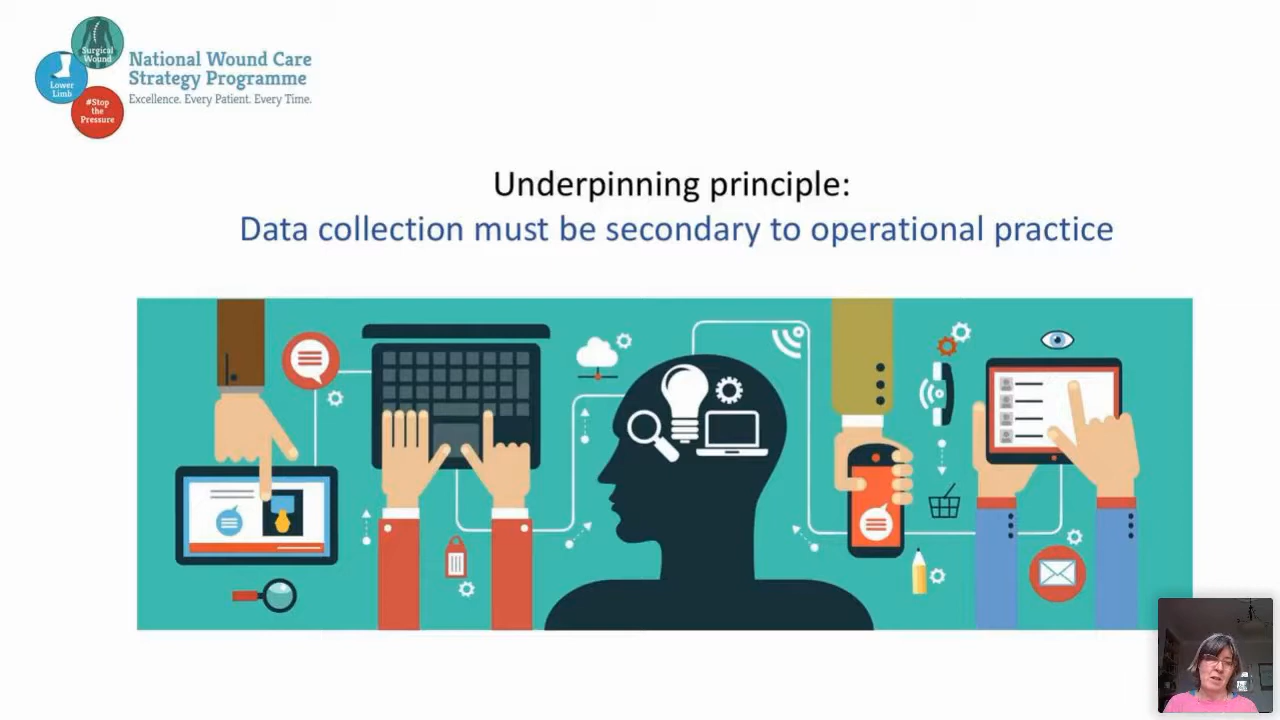 Surgical
Wound
Lower
Limb
#Stop
the
Pressure
National Wound Care
Strategy Programme
Excellence. Every Patient. Every Time.
Underpinning principle:
Data collection must be secondary to operational practice